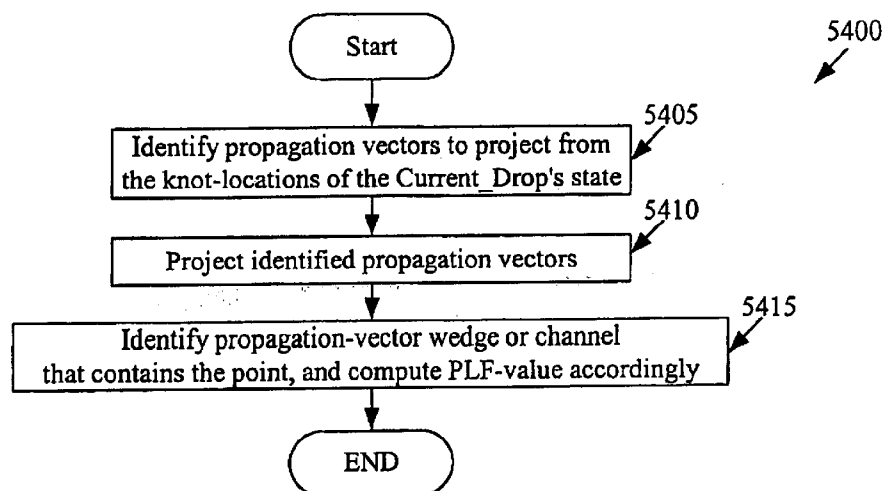 Start
5400
5405
Identify propagation vectors to project from
the knot-locations of the Current_Drop's state
5410
Project identified propagation vectors
5415
Identify propagation-vector wedge or channel
that contains the point, and compute PLF-value accordingly
END